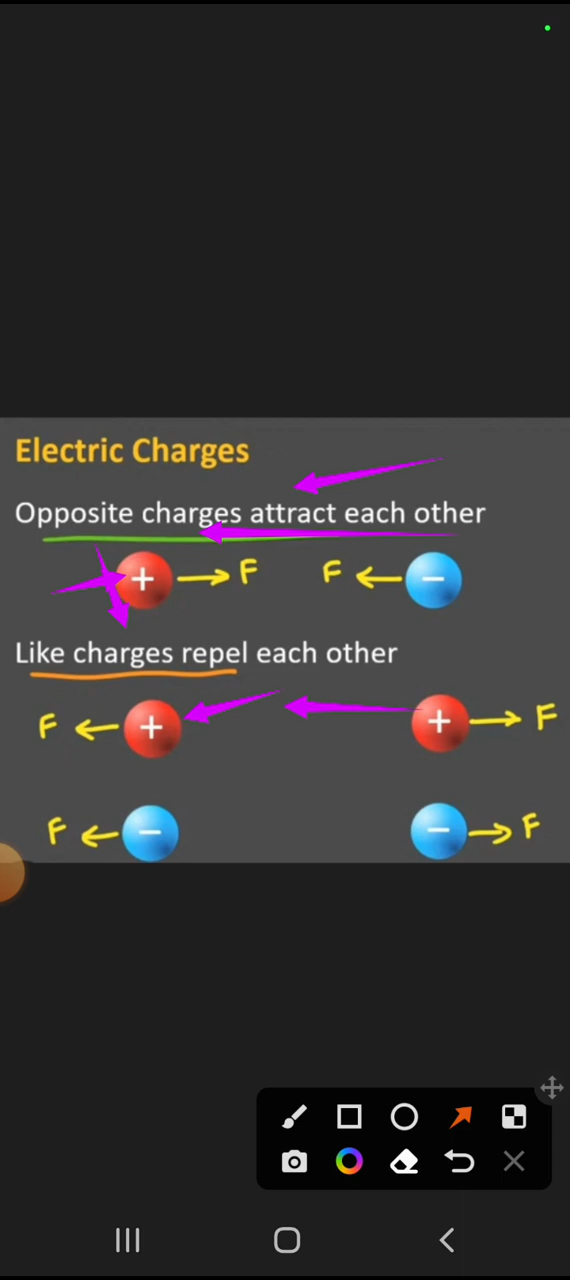 Electric Charges
Opposite charges attract each other
+ → F F ← −
Like charges repel each other
F ← + + → F
F ← − − → F